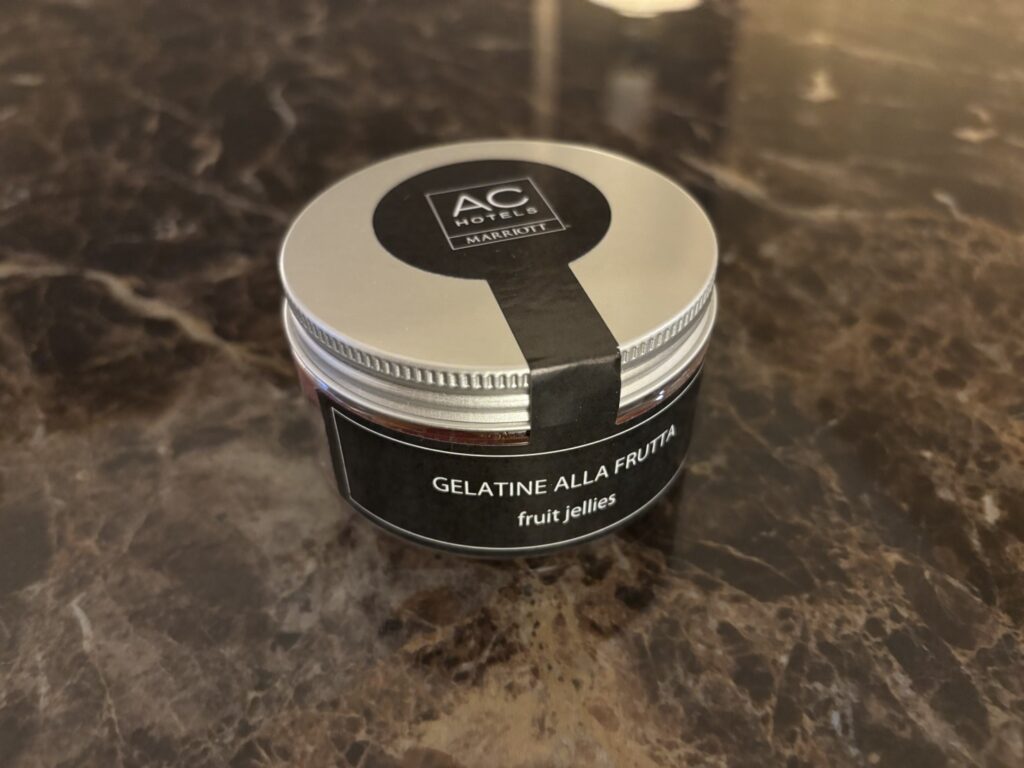 AC
HOTELS
MARRIOTT
GELATINE ALLA FRUTTA
fruit jellies